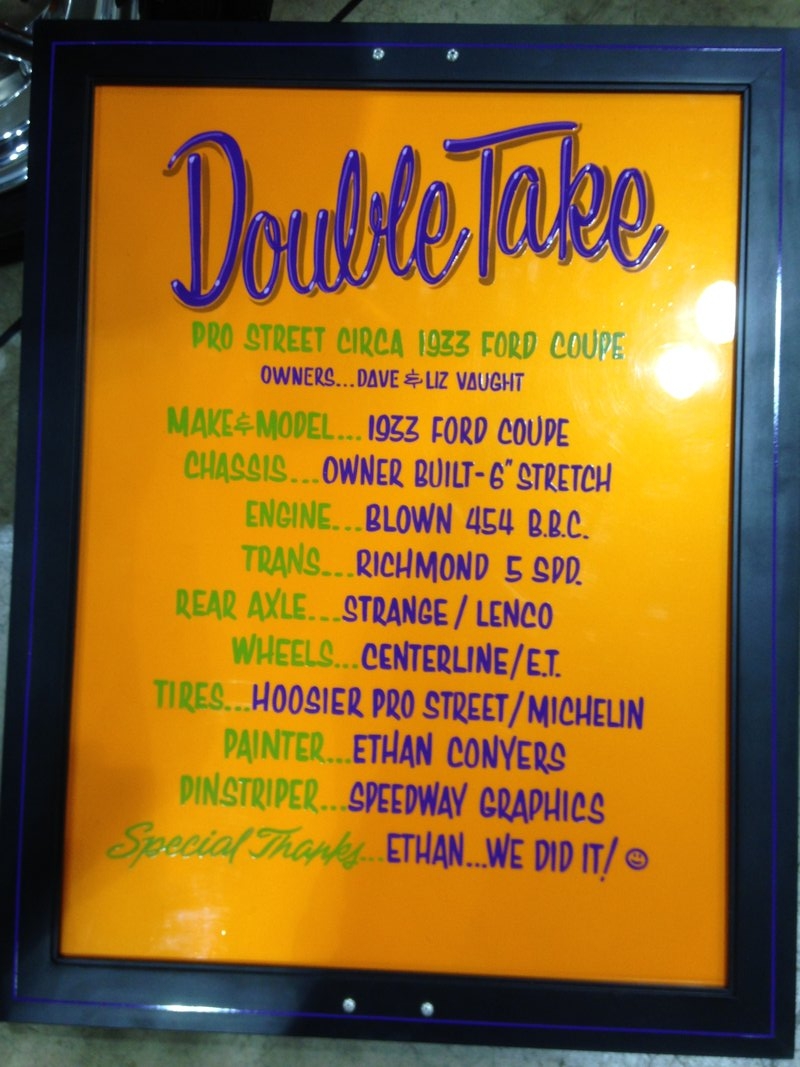 Double Take
PRO STREET CIRCA 1933 FORD COUPE
OWNERS...DAVE & LIZ VAUGHT
MAKE & MODEL...1933 FORD COUPE
CHASSIS...OWNER BUILT-6" STRETCH
ENGINE...BLOWN 454 B.B.C.
TRANS...RICHMOND 5 SPD.
REAR AXLE...STRANGE / LENCO
WHEELS...CENTERLINE/E.T.
TIRES...HOOSIER PRO STREET/MICHELIN
PAINTER...ETHAN CONYERS
PINSTRIPER...SPEEDWAY GRAPHICS
Special Thanks...ETHAN...WE DID IT! ☺